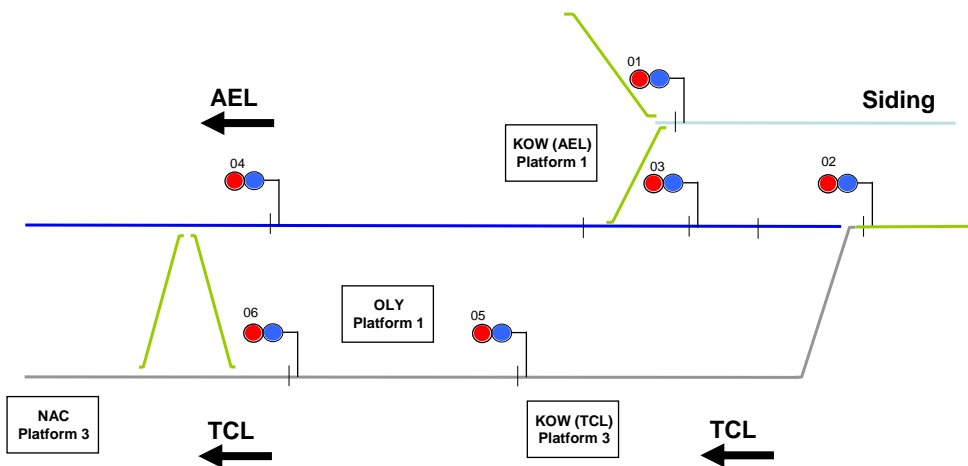 01
AEL
Siding
KOW (AEL)
Platform 1
04
03
02
OLY
Platform 1
06
05
NAC
Platform 3
TCL
KOW (TCL)
Platform 3
TCL